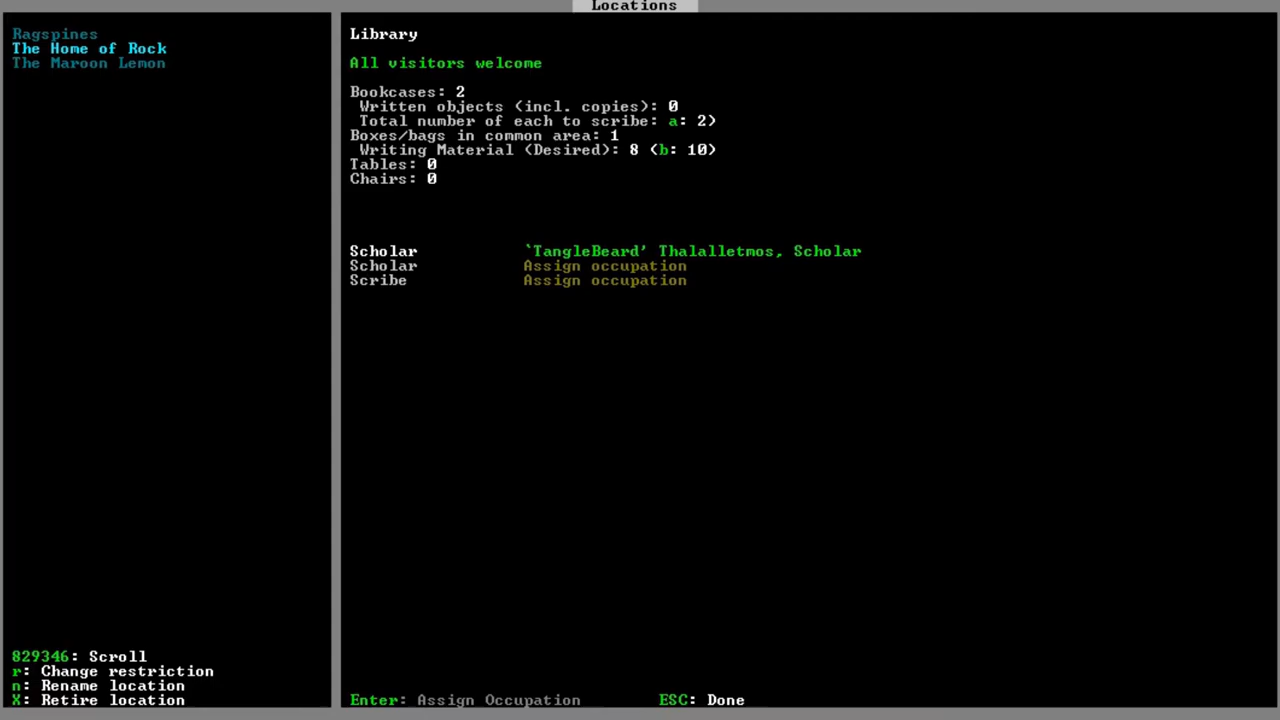 Locations
Ragspines
The Home of Rock
The Maroon Lemon
829346: Scroll
r: Change restriction
n: Rename location
X: Retire location
Library
All visitors welcome
Bookcases: 2
Written objects (incl. copies): 0
Total number of each to scribe: a: 2)
Boxes/bags in common area: 1
Writing Material (Desired): 8 (b: 10)
Tables: 0
Chairs: 0
Scholar `TangleBeard' Thalalletmos, Scholar
Scholar Assign occupation
Scribe Assign occupation
Enter: Assign Occupation ESC: Done